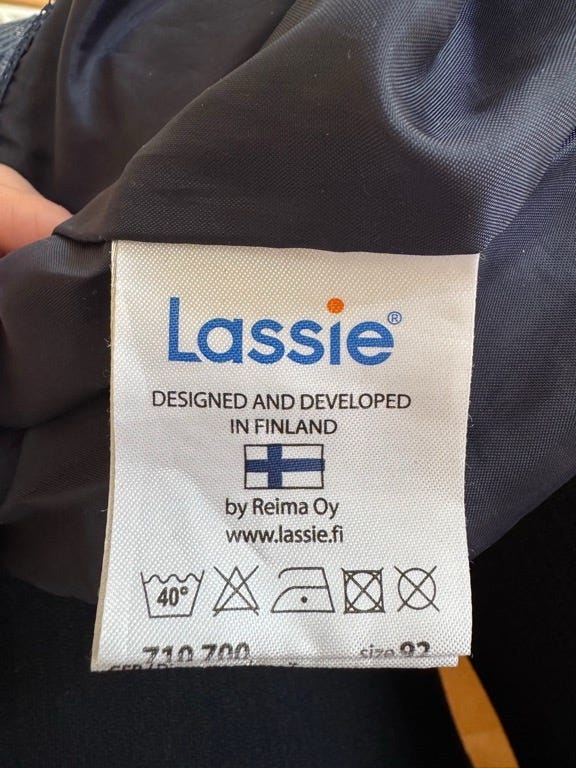 Lassie®
DESIGNED AND DEVELOPED
IN FINLAND
by Reima Oy
www.lassie.fi
40°
710 700 size 92